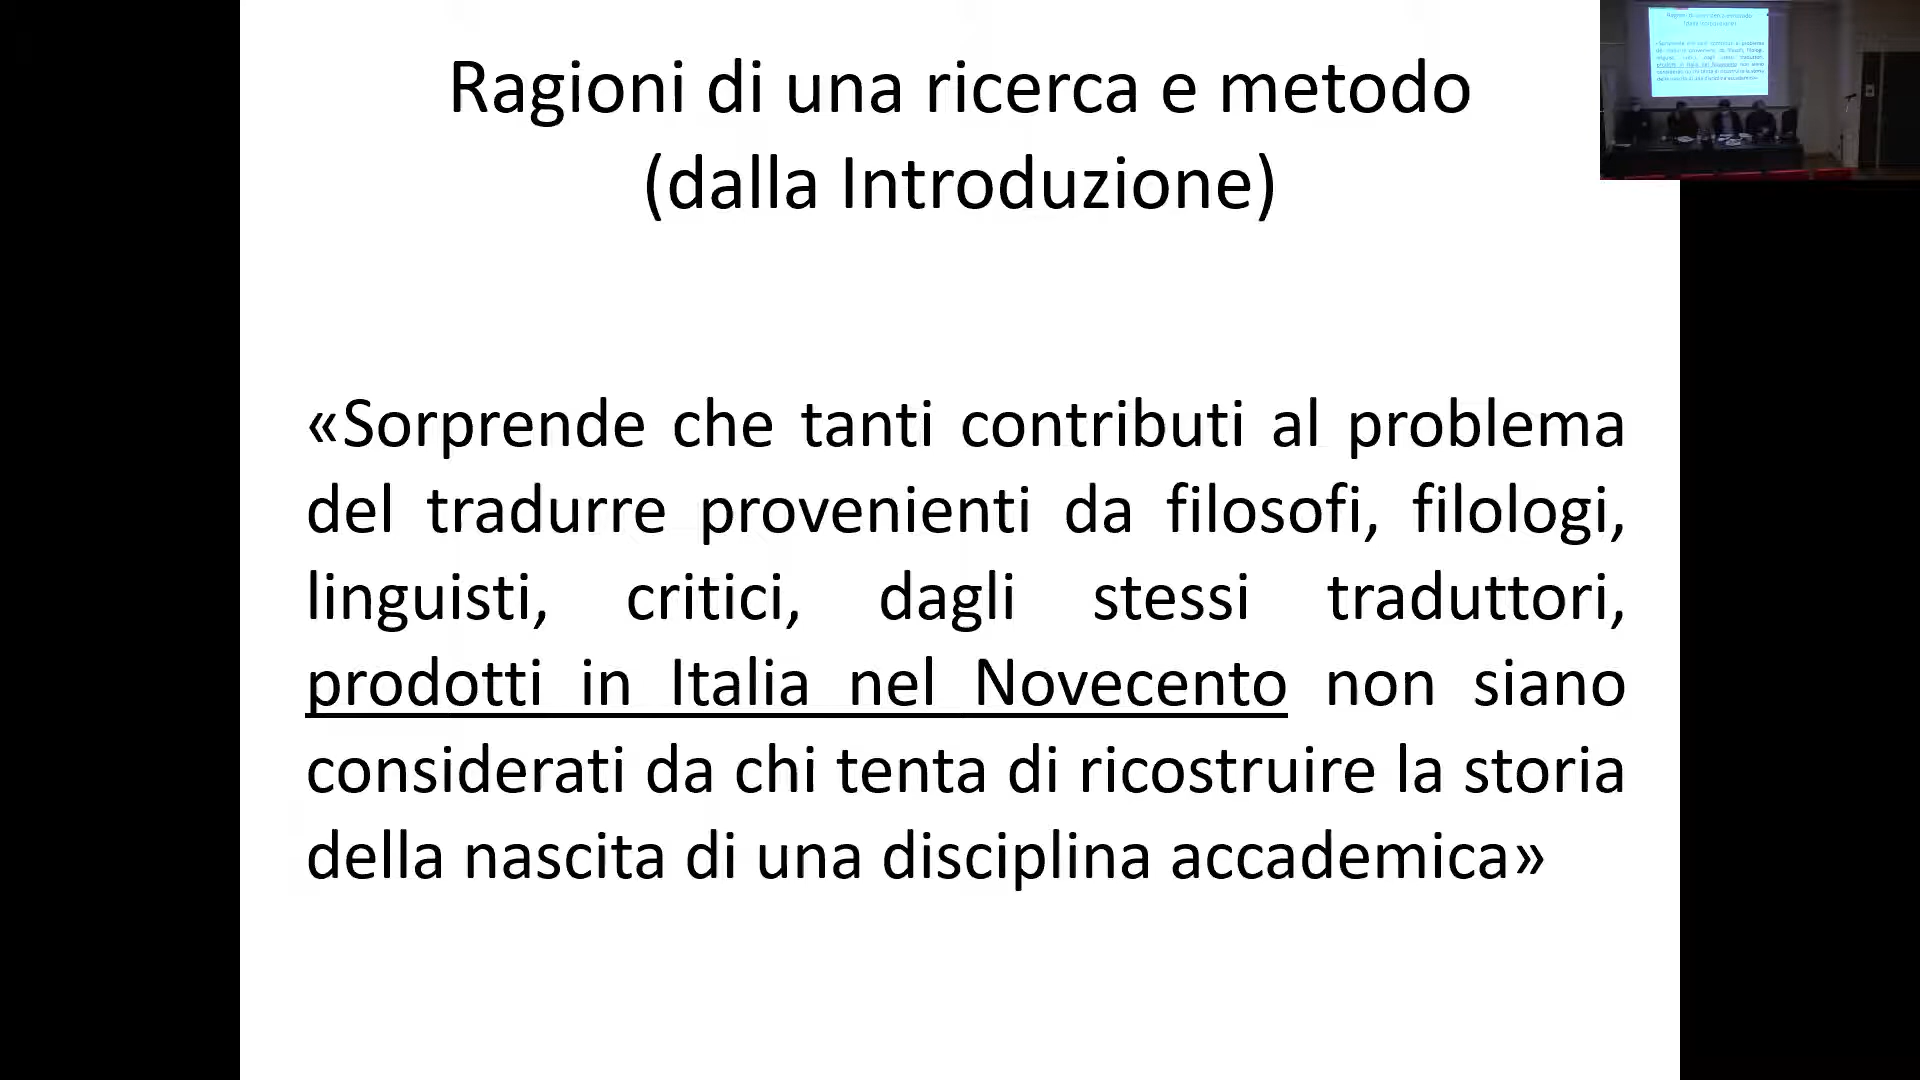 Ragioni di una ricerca e metodo
(dalla Introduzione)
«Sorprende che tanti contributi al problema
del tradurre provenienti da filosofi, filologi,
linguisti, critici, dagli stessi traduttori,
prodotti in Italia nel Novecento non siano
considerati da chi tenta di ricostruire la storia
della nascita di una disciplina accademica»